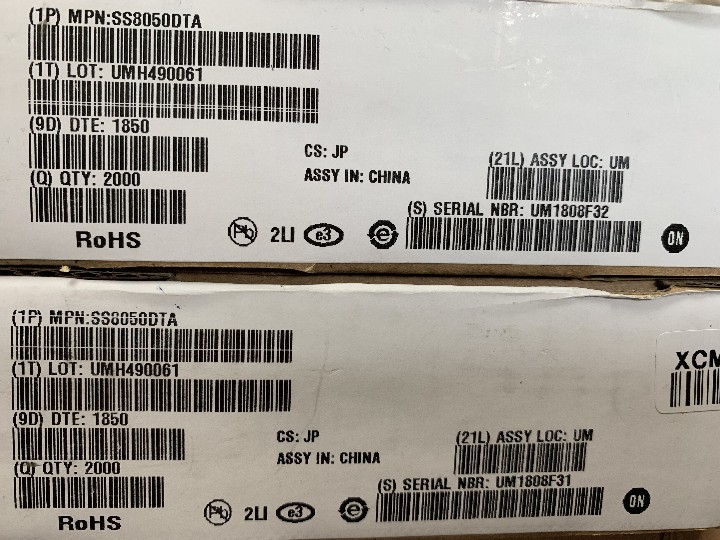 (1P) MPN:SS8050DTA
(1T) LOT: UMH490061
(9D) DTE: 1850
(Q) QTY: 2000
CS: JP
ASSY IN: CHINA
(21L) ASSY LOC: UM
(S) SERIAL NBR: UM1808F32
RoHS
Pb 2LI e3 e ON
(1P) MPN:SS8050DTA
(1T) LOT: UMH490061
(9D) DTE: 1850
(Q) QTY: 2000
CS: JP
ASSY IN: CHINA
(21L) ASSY LOC: UM
(S) SERIAL NBR: UM1808F31
RoHS
Pb 2LI e3 e ON
XCM